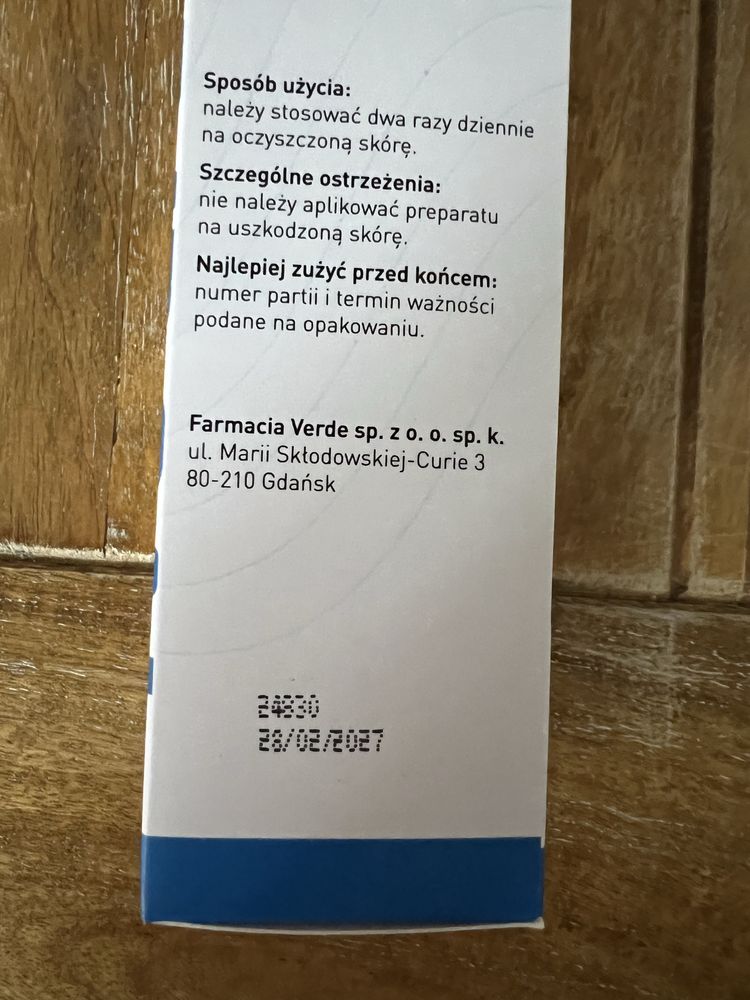 Sposób użycia:
należy stosować dwa razy dziennie
na oczyszczoną skórę.
Szczególne ostrzeżenia:
nie należy aplikować preparatu
na uszkodzoną skórę.
Najlepiej zużyć przed końcem:
numer partii i termin ważności
podane na opakowaniu.
Farmacia Verde sp. z o. o. sp. k.
ul. Marii Skłodowskiej-Curie 3
80-210 Gdańsk
28/02/2027